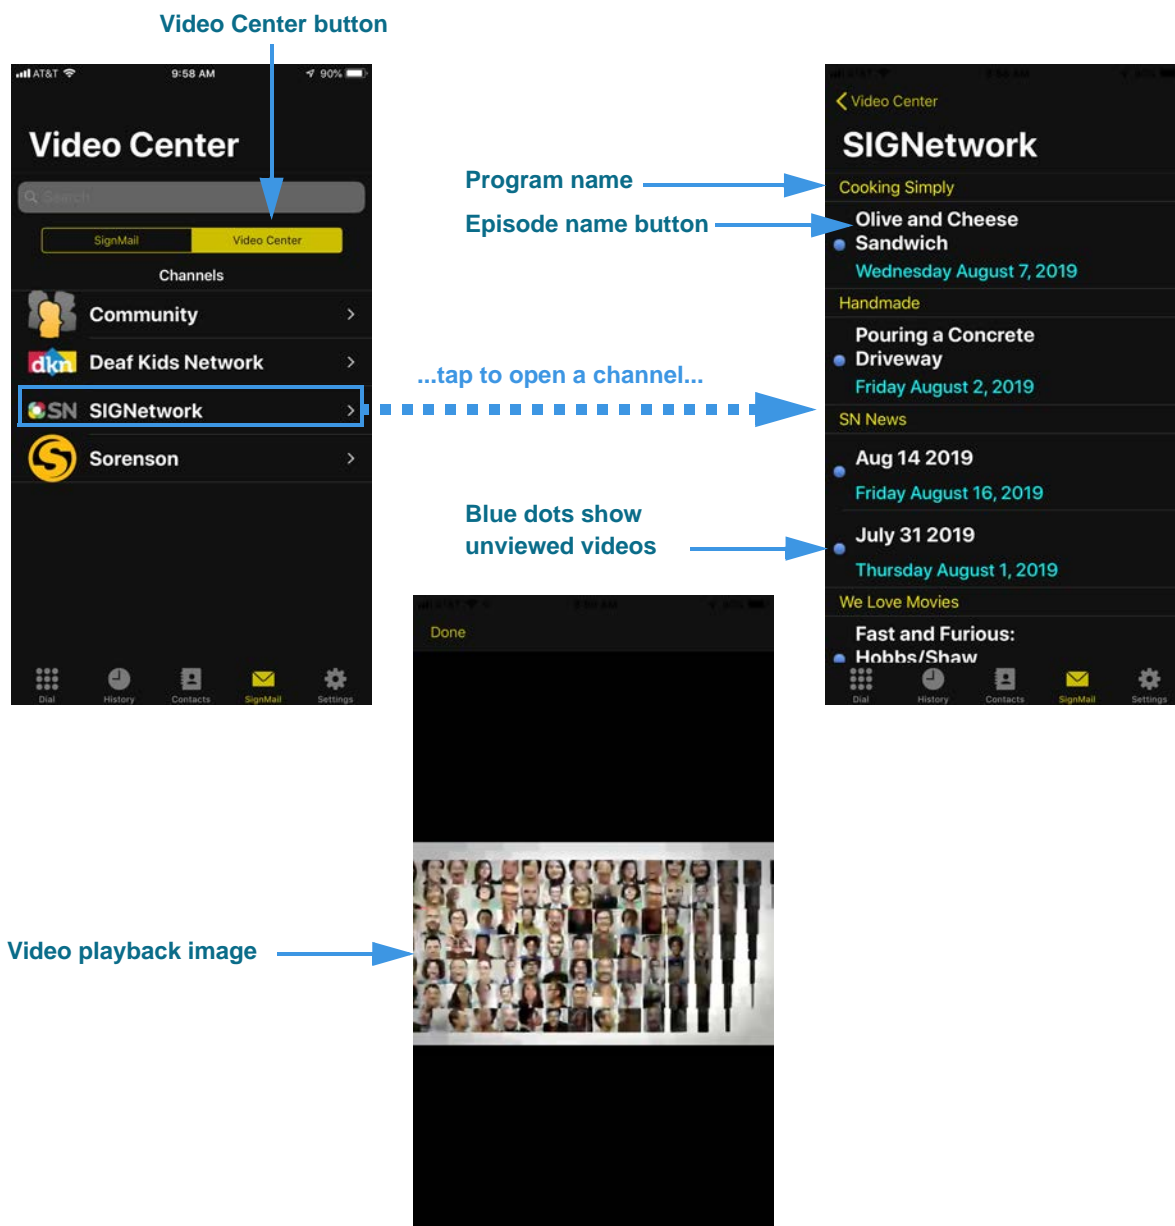 Video Center button
AT&T
9:58 AM
90%
Video Center
Search
SignMail
Video Center
Channels
Community
dkn
Deaf Kids Network
SN
SIGNetwork
S
Sorenson
Dial
History
Contacts
SignMail
Settings
...tap to open a channel...
Program name
Episode name button
Blue dots show
unviewed videos
Video Center
SIGNetwork
Cooking Simply
Olive and Cheese
Sandwich
Wednesday August 7, 2019
Handmade
Pouring a Concrete
Driveway
Friday August 2, 2019
SN News
Aug 14 2019
Friday August 16, 2019
July 31 2019
Thursday August 1, 2019
We Love Movies
Fast and Furious:
Hobbs/Shaw
Dial
History
Contacts
SignMail
Settings
Done
Video playback image